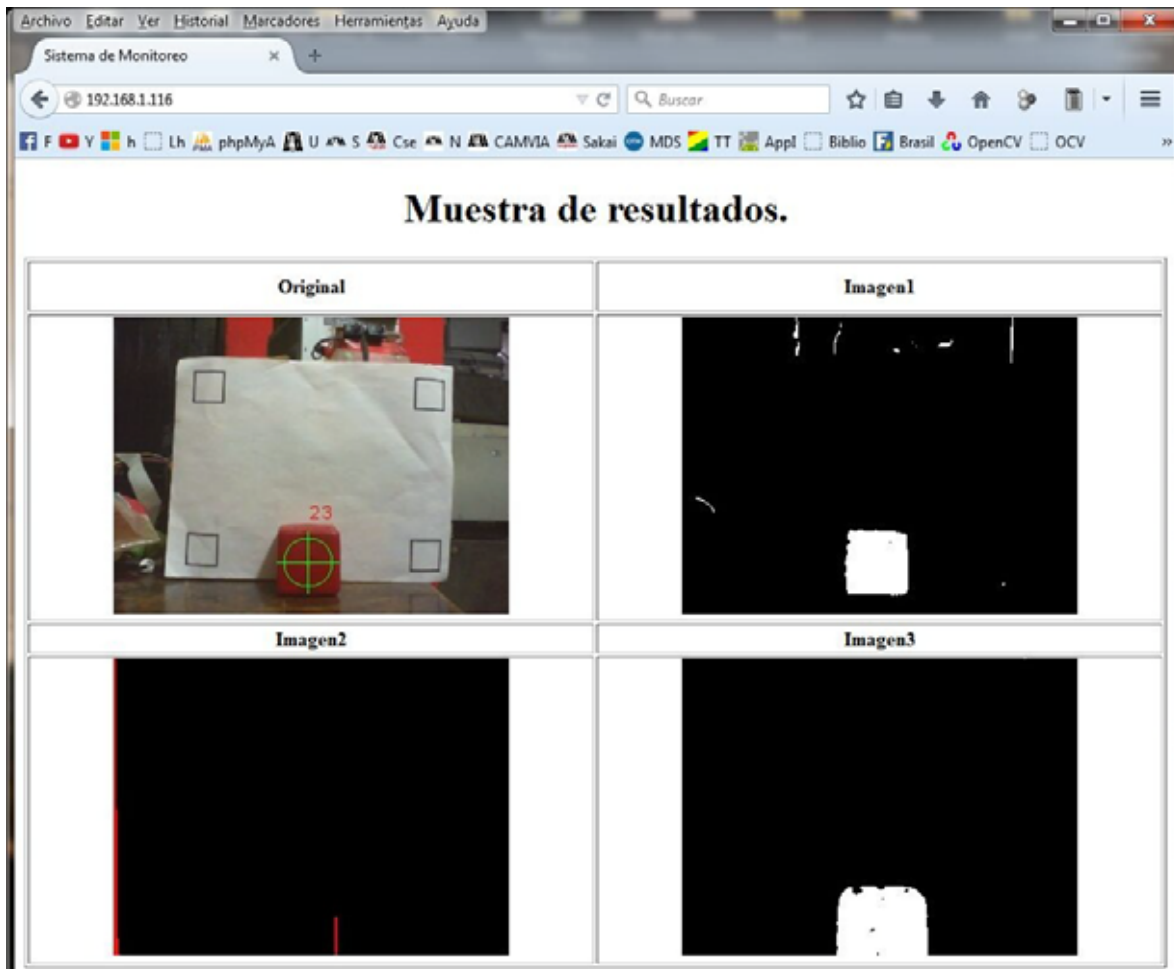 Archivo Editar Ver Historial Marcadores Herramientas Ayuda
Sistema de Monitoreo
192.168.1.116 Buscar
F Y h Lh phpMyA U S Cse N CAMVIA Sakai MDS TT AppI Biblio Brasil OpenCV OCV
Muestra de resultados.
Original Imagen1
23
Imagen2 Imagen3